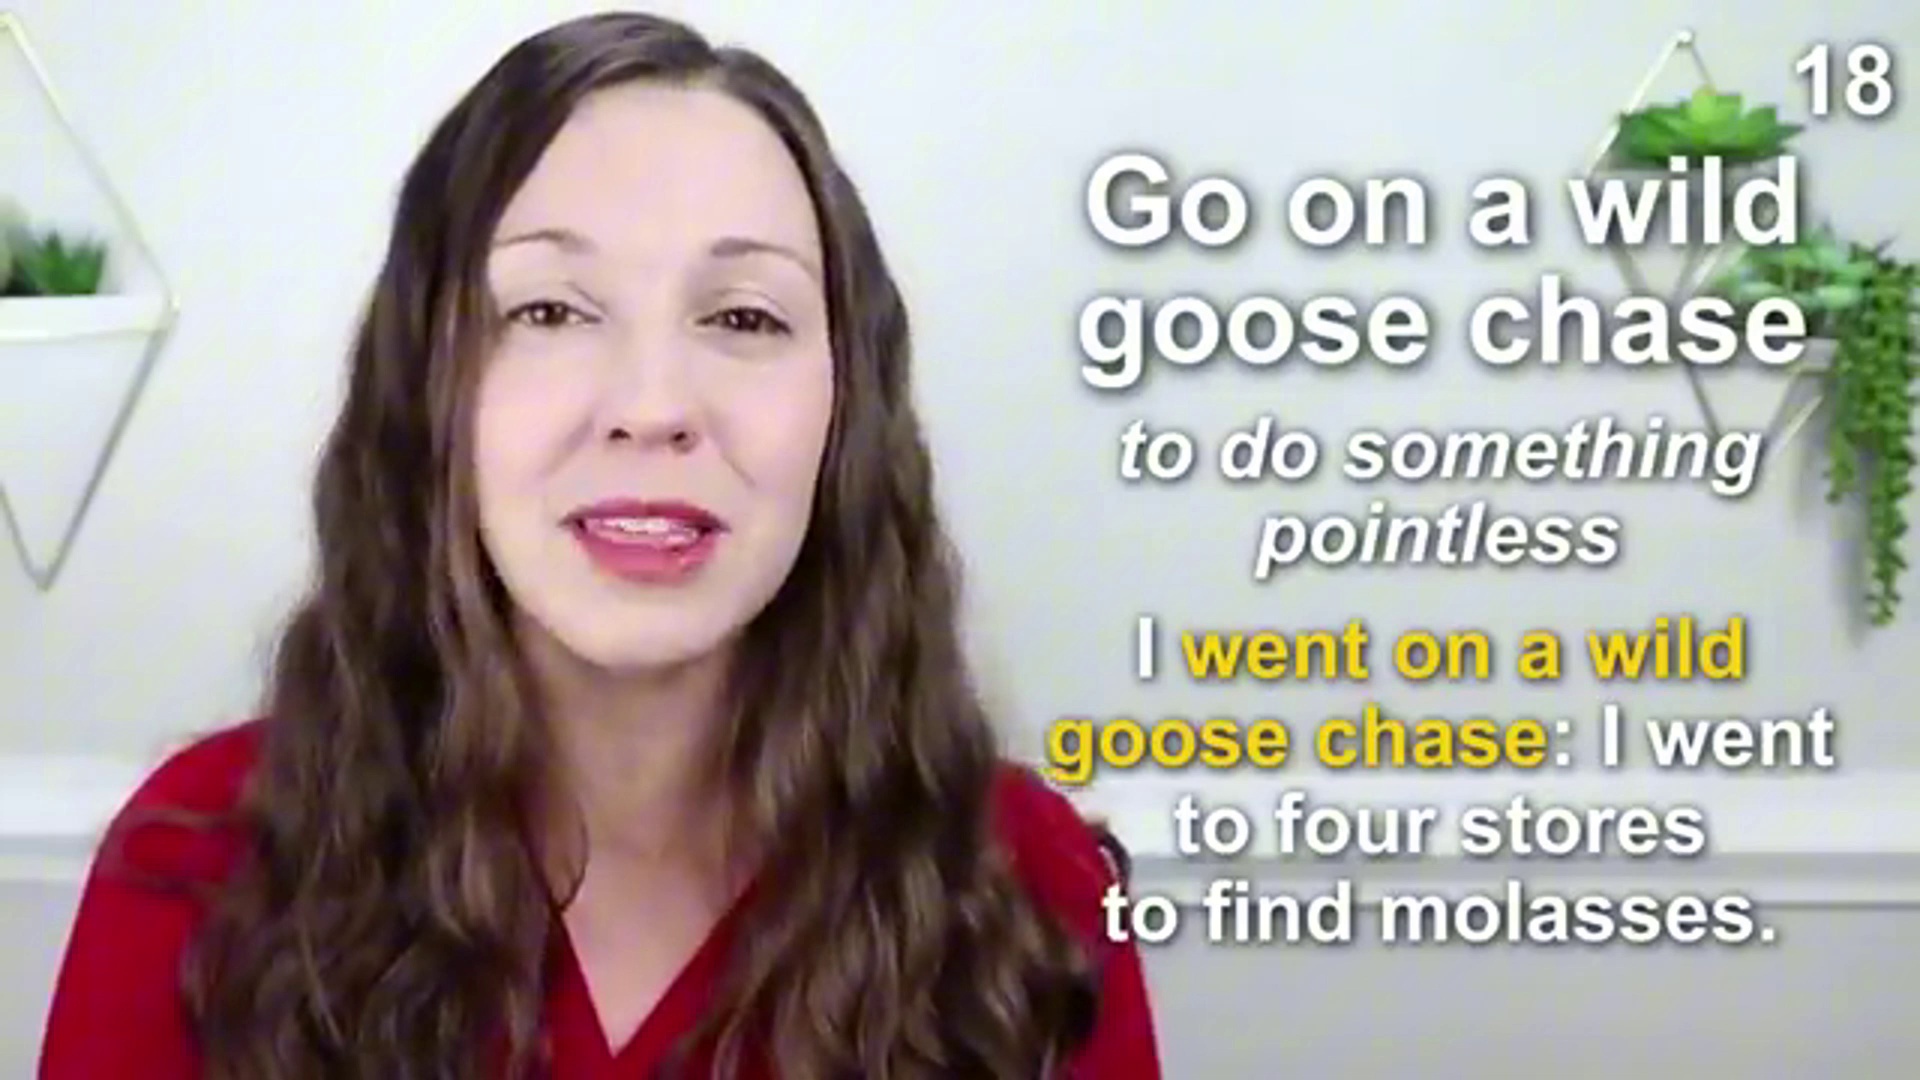 18
Go on a wild
goose chase
to do something
pointless
I went on a wild
goose chase: I went
to four stores
to find molasses.